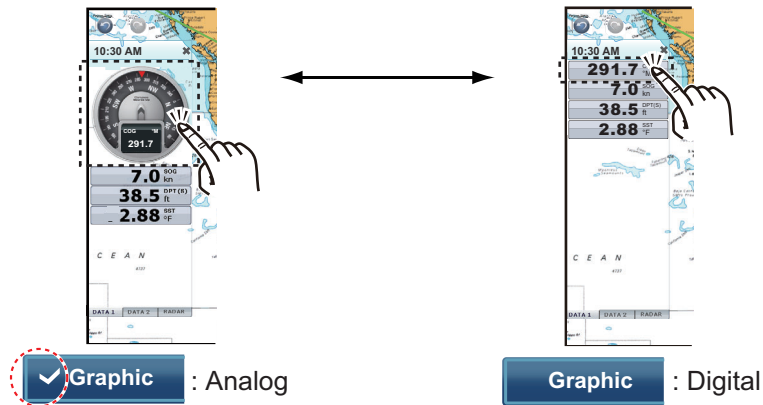 10:30 AM
COG °M
291.7
7.0 SOG kn
38.5 DPT(S) ft
2.88 SST °F
C E A N
4237
DATA 1 DATA 2 RADAR
Graphic : Analog
10:30 AM
291.7 °M
7.0 SOG kn
38.5 DPT(S) ft
2.88 SST °F
C E A N
4237
DATA 1 DATA 2 RADAR
Graphic : Digital